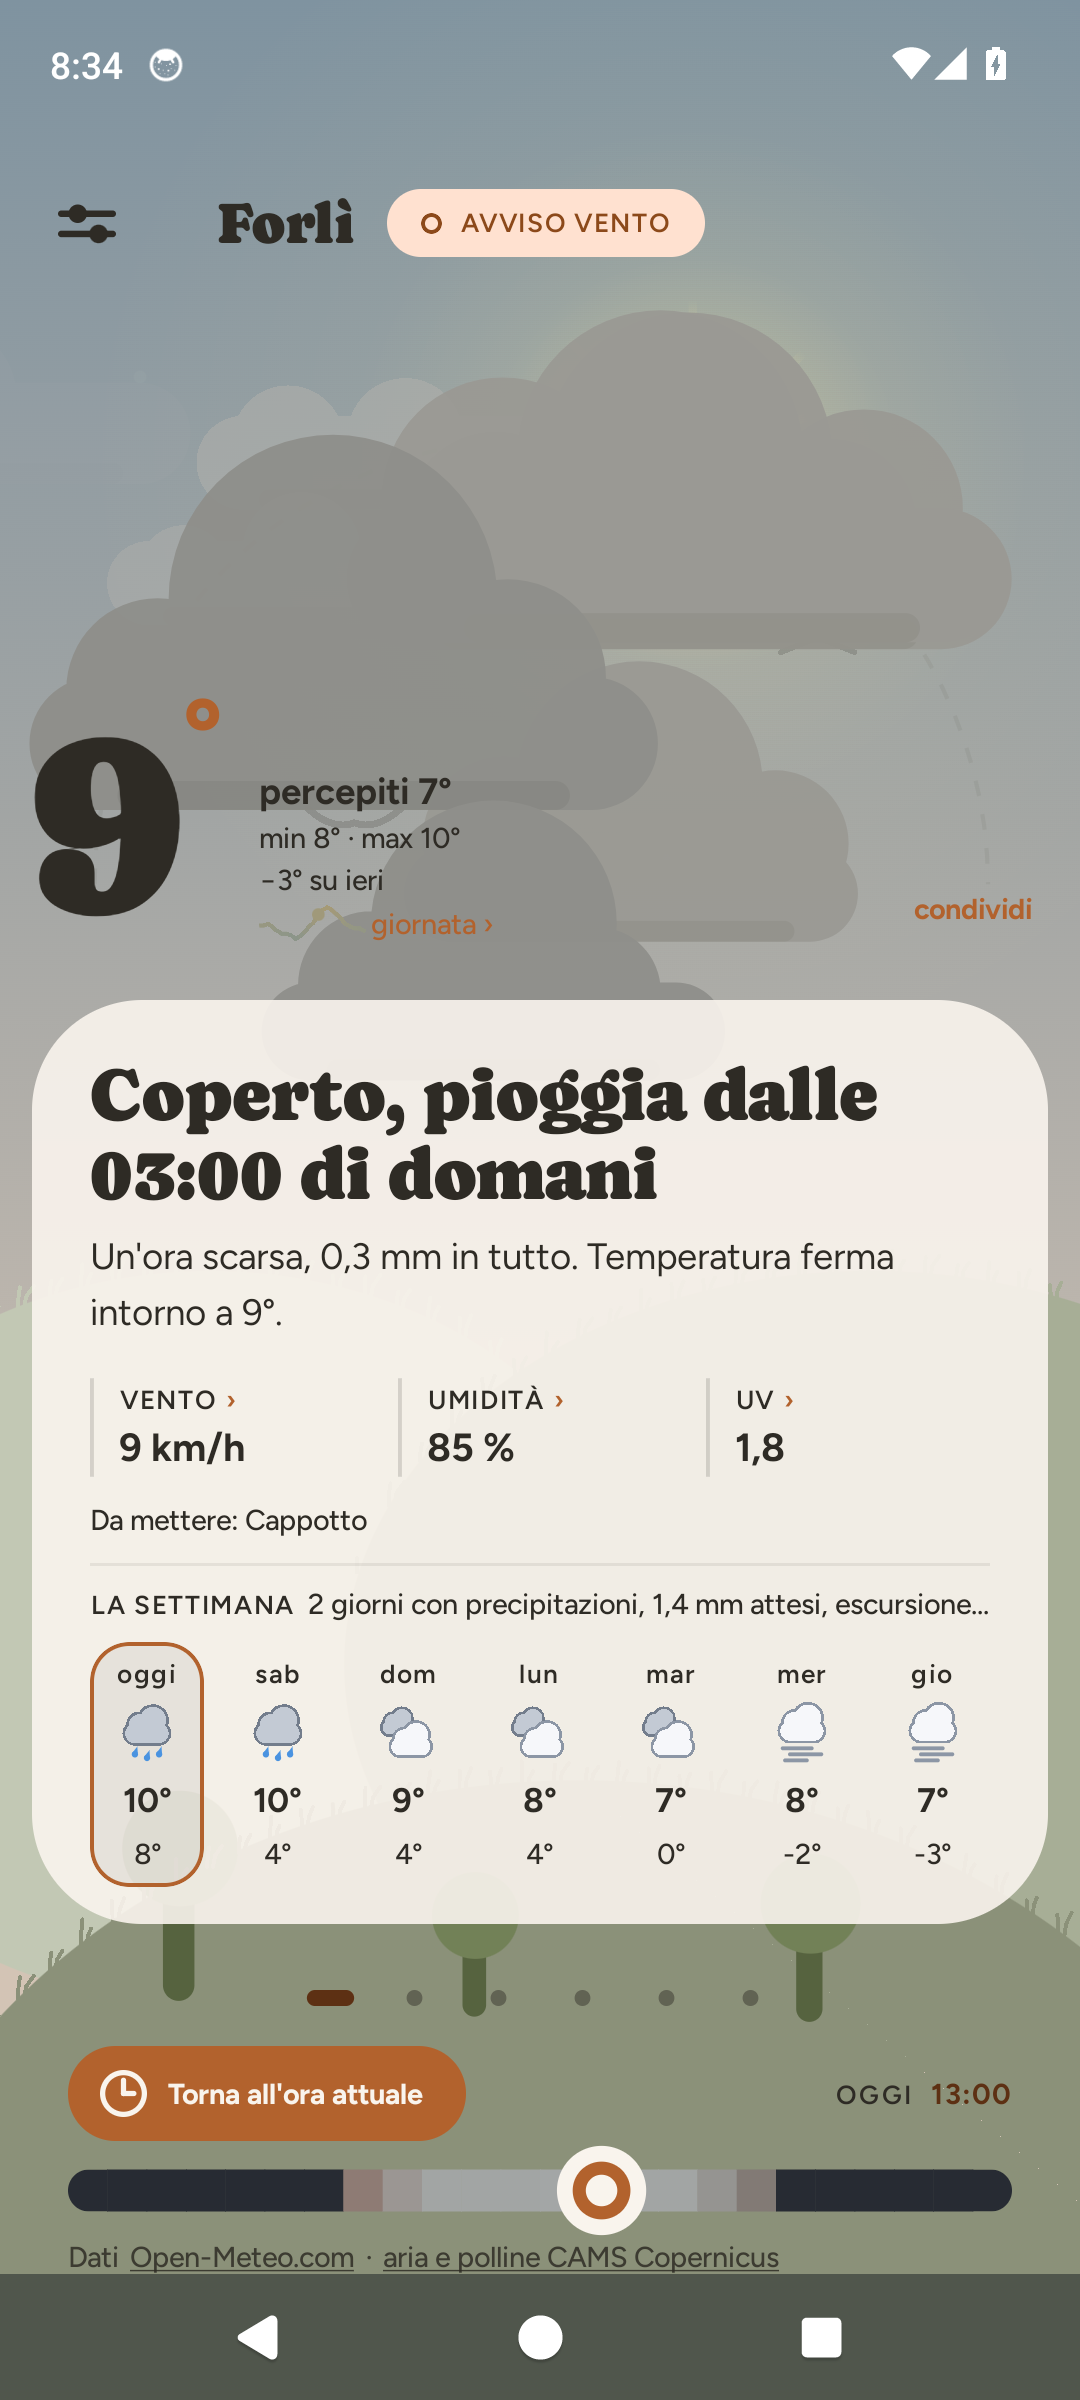 8:34
Forlì
AVVISO VENTO
9°
percepiti 7°
min 8° · max 10°
−3° su ieri
giornata ›
condividi
Coperto, pioggia dalle
03:00 di domani
Un'ora scarsa, 0,3 mm in tutto. Temperatura ferma
intorno a 9°.
VENTO › UMIDITÀ › UV ›
9 km/h 85 % 1,8
Da mettere: Cappotto
LA SETTIMANA 2 giorni con precipitazioni, 1,4 mm attesi, escursione...
oggi sab dom lun mar mer gio
10° 10° 9° 8° 7° 8° 7°
8° 4° 4° 4° 0° -2° -3°
Torna all'ora attuale
OGGI 13:00
Dati Open-Meteo.com · aria e polline CAMS Copernicus